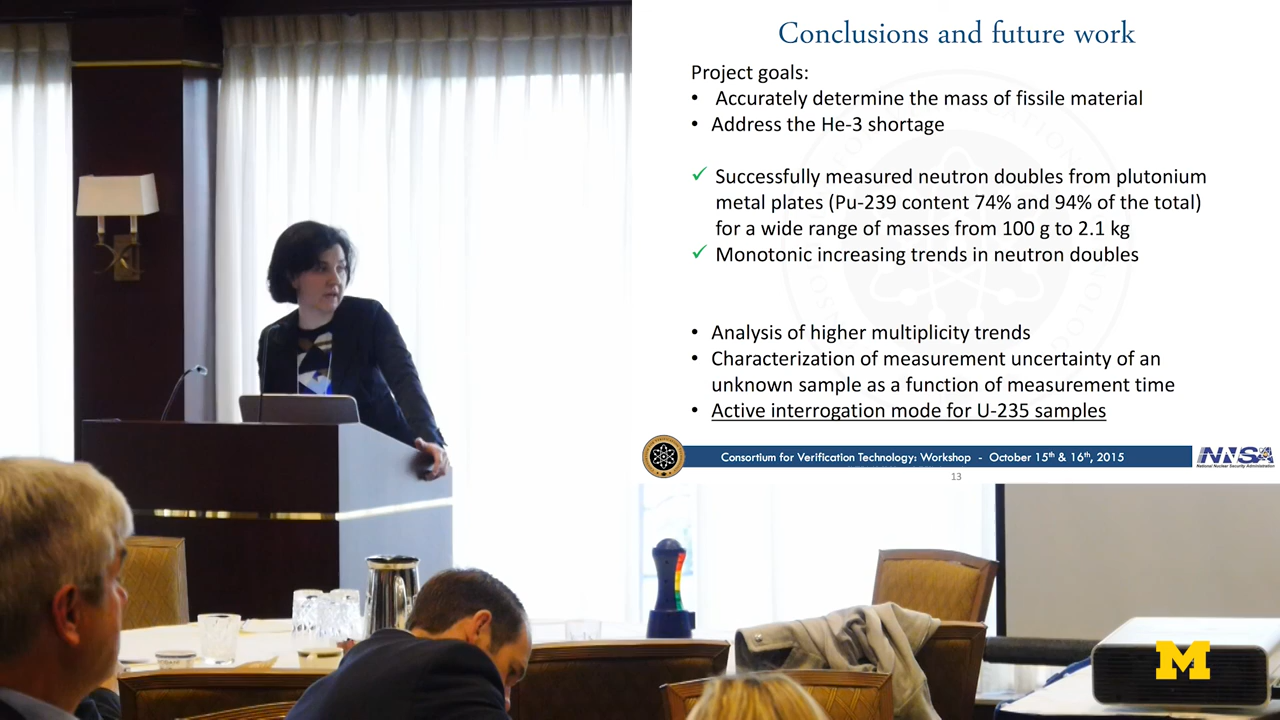 Conclusions and future work
Project goals:
• Accurately determine the mass of fissile material
• Address the He-3 shortage
✓ Successfully measured neutron doubles from plutonium
metal plates (Pu-239 content 74% and 94% of the total)
for a wide range of masses from 100 g to 2.1 kg
✓ Monotonic increasing trends in neutron doubles
• Analysis of higher multiplicity trends
• Characterization of measurement uncertainty of an
unknown sample as a function of measurement time
• Active interrogation mode for U-235 samples
Consortium for Verification Technology: Workshop - October 15th & 16th, 2015
NNSA
National Nuclear Security Administration
13
M